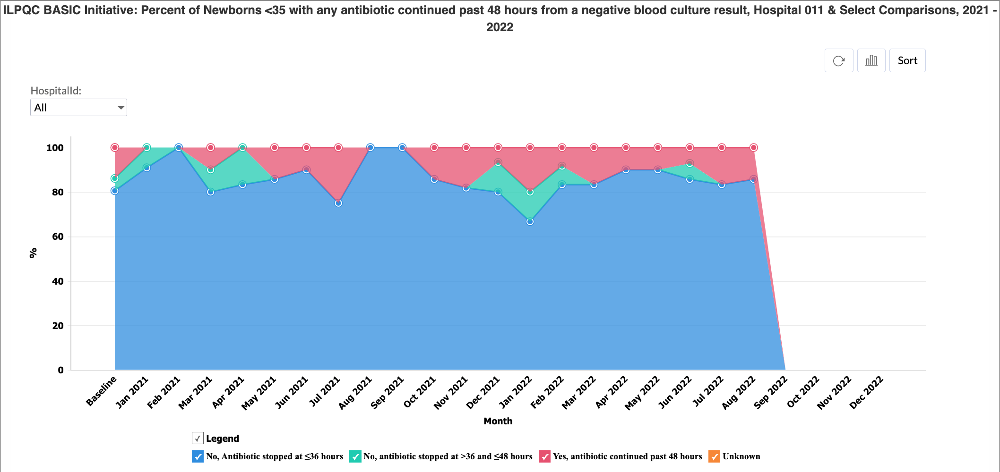 ILPQC BASIC Initiative: Percent of Newborns <35 with any antibiotic continued past 48 hours from a negative blood culture result, Hospital 011 & Select Comparisons, 2021 -
2022
Sort
HospitalId:
All
100
80
60
40
20
0
%
Baseline
Jan 2021
Feb 2021
Mar 2021
Apr 2021
May 2021
Jun 2021
Jul 2021
Aug 2021
Sep 2021
Oct 2021
Nov 2021
Dec 2021
Jan 2022
Feb 2022
Mar 2022
Apr 2022
May 2022
Jun 2022
Jul 2022
Aug 2022
Sep 2022
Oct 2022
Nov 2022
Dec 2022
Month
Legend
No, Antibiotic stopped at ≤36 hours
No, antibiotic stopped at >36 and ≤48 hours
Yes, antibiotic continued past 48 hours
Unknown